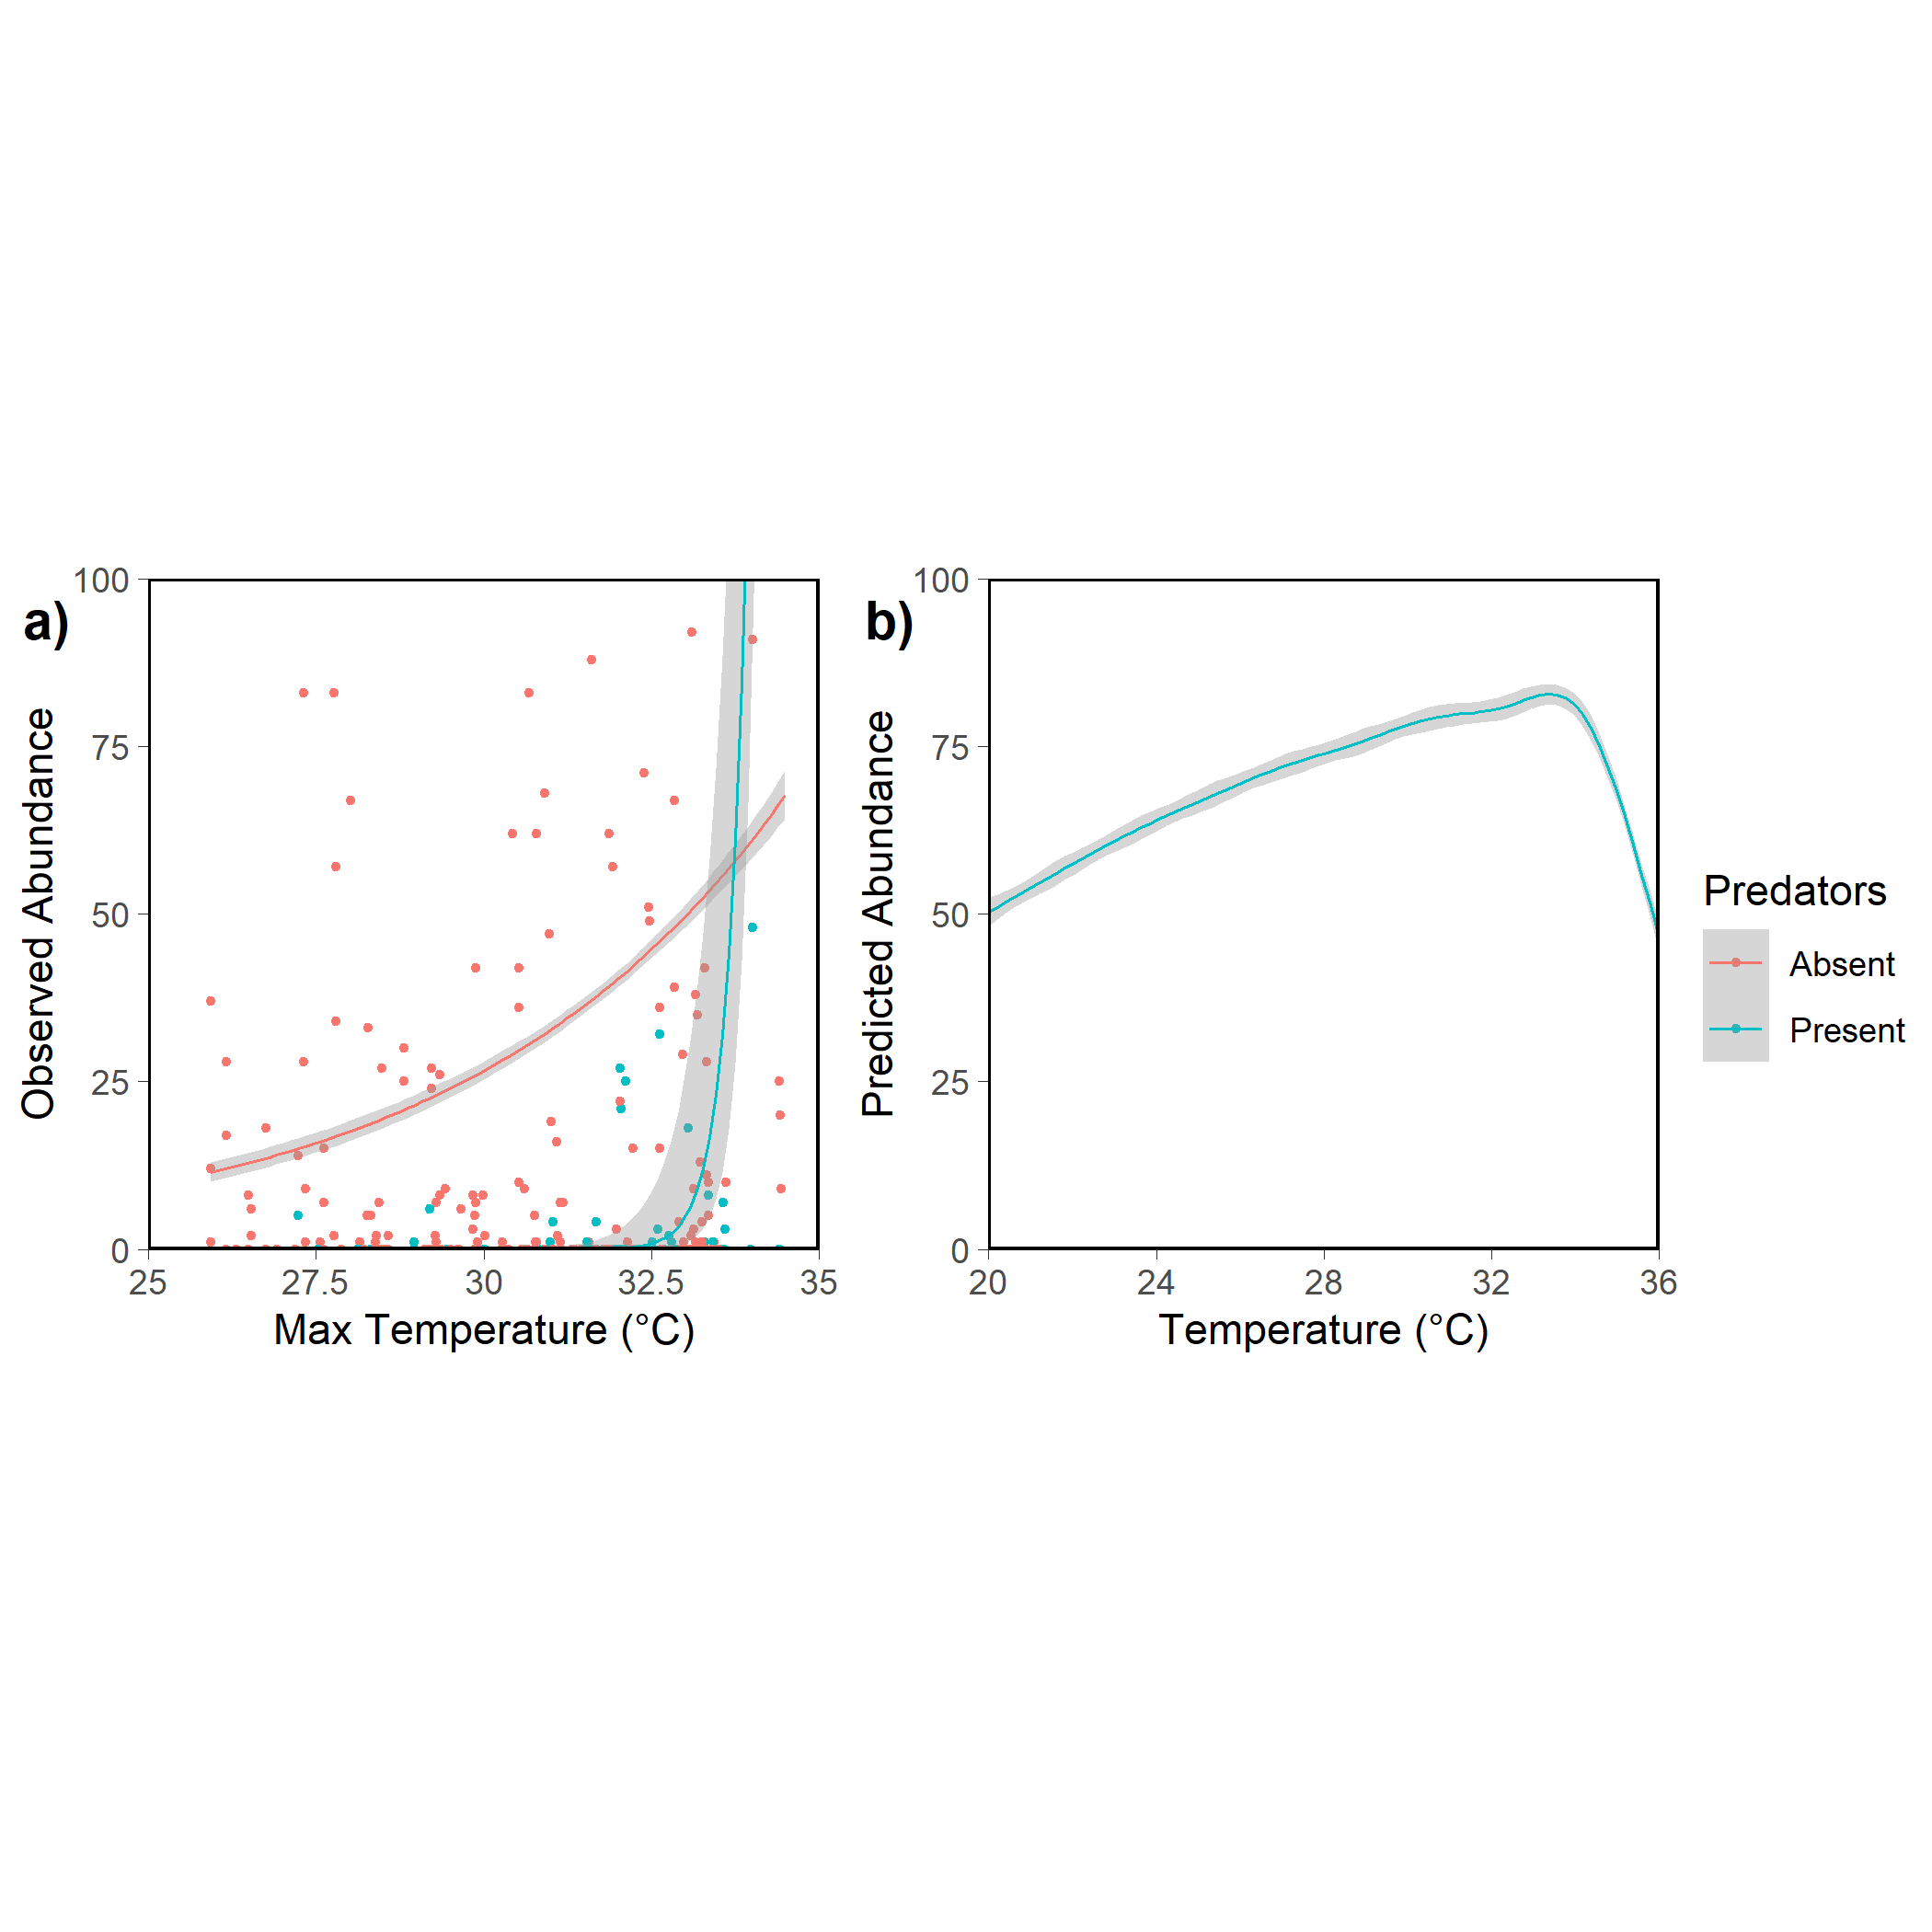 a)
Observed Abundance
100
75
50
25
0
25 27.5 30 32.5 35
Max Temperature (°C)
b)
Predicted Abundance
100
75
50
25
0
20 24 28 32 36
Temperature (°C)
Predators
Absent
Present